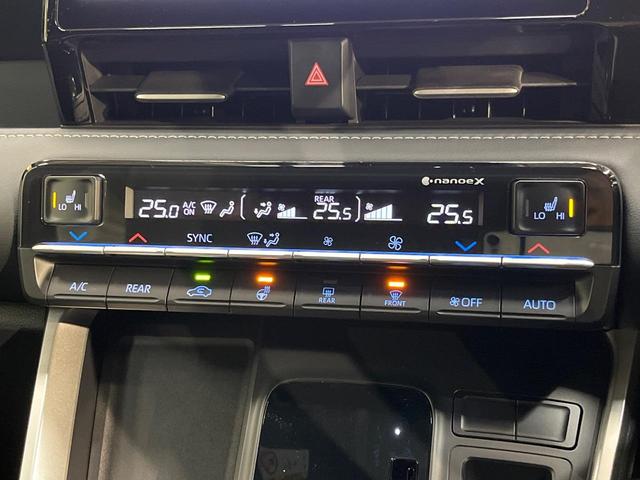 nanoeX
LO HI
25.0 A/C ON REAR 25.5 25.5
LO HI
SYNC
A/C REAR REAR FRONT OFF AUTO